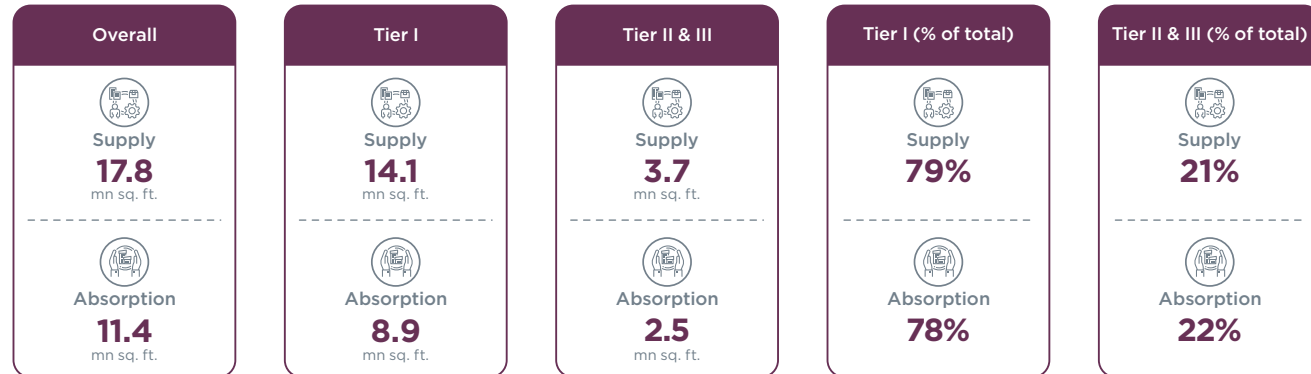 Overall
Supply
17.8
mn sq. ft.
Absorption
11.4
mn sq. ft.
Tier I
Supply
14.1
mn sq. ft.
Absorption
8.9
mn sq. ft.
Tier II & III
Supply
3.7
mn sq. ft.
Absorption
2.5
mn sq. ft.
Tier I (% of total)
Supply
79%
Absorption
78%
Tier II & III (% of total)
Supply
21%
Absorption
22%